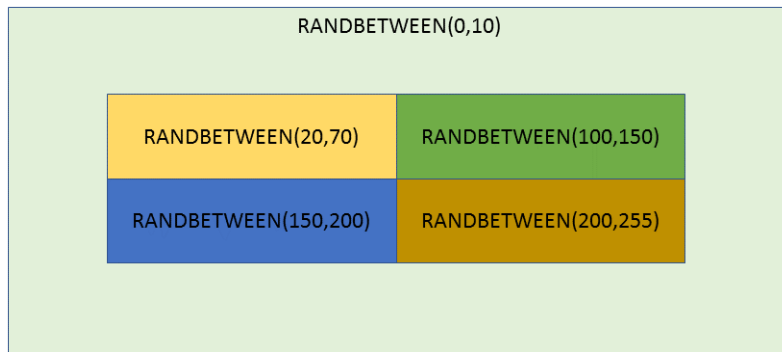 RANDBETWEEN(0,10)
RANDBETWEEN(20,70)
RANDBETWEEN(100,150)
RANDBETWEEN(150,200)
RANDBETWEEN(200,255)